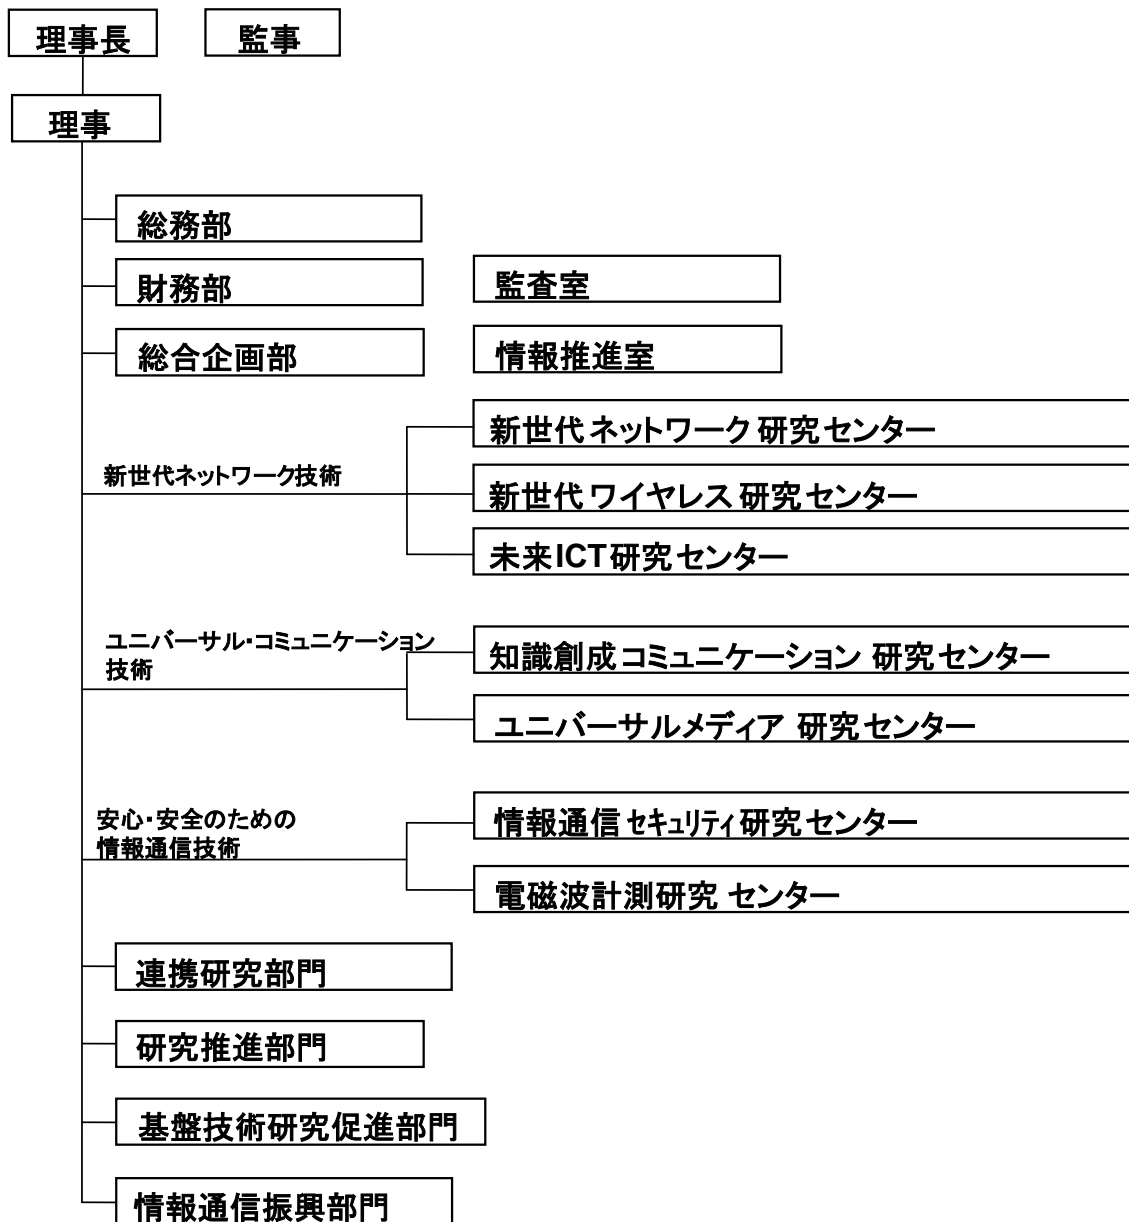 理事長
監事
理事
総務部
財務部
監査室
総合企画部
情報推進室
新世代ネットワーク研究センター
新世代ネットワーク技術
新世代ワイヤレス研究センター
未来ICT研究センター
ユニバーサル・コミュニケーション
技術
知識創成コミュニケーション 研究センター
ユニバーサルメディア 研究センター
安心・安全のための
情報通信技術
情報通信セキュリティ研究センター
電磁波計測研究 センター
連携研究部門
研究推進部門
基盤技術研究促進部門
情報通信振興部門